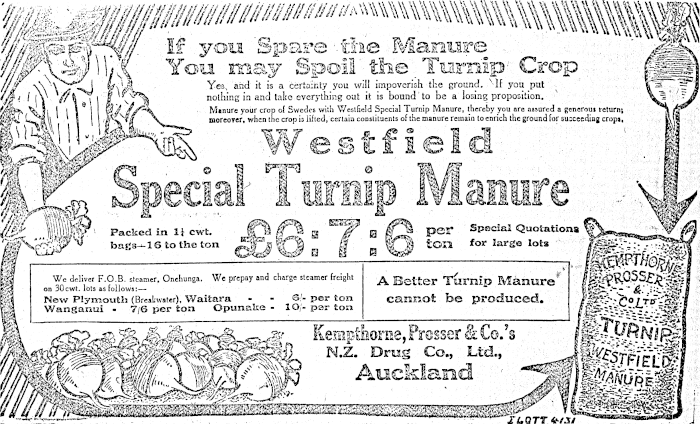 If you Spare the Manure
You may Spoil the Turnip Crop
Yes, and it is a certainty you will impoverish the ground. If you put
nothing in and take everything out it is bound to be a losing proposition.
Manure your crop of Swedes with Westfield Special Turnip Manure, thereby you are assured a generous return;
moreover, when the crop is lifted, certain constituents of the manure remain to enrich the ground for succeeding crops.
Westfield
Special Turnip Manure
Packed in 1¼ cwt.
bags—16 to the ton
£6:7:6
per
ton
Special Quotations
for large lots
We deliver F.O.B. steamer, Onehunga. We prepay and charge steamer freight
on 30 cwt. lots as follows:—
New Plymouth (Breakwater), Waitara - - 6/- per ton
Wanganui - 7/6 per ton Opunake - 10/- per ton
A Better Turnip Manure
cannot be produced.
Kempthorne, Prosser & Co.'s
N.Z. Drug Co., Ltd.,
Auckland
KEMPTHORNE
PROSSER
&
Co LTD
TURNIP
WESTFIELD
MANURE